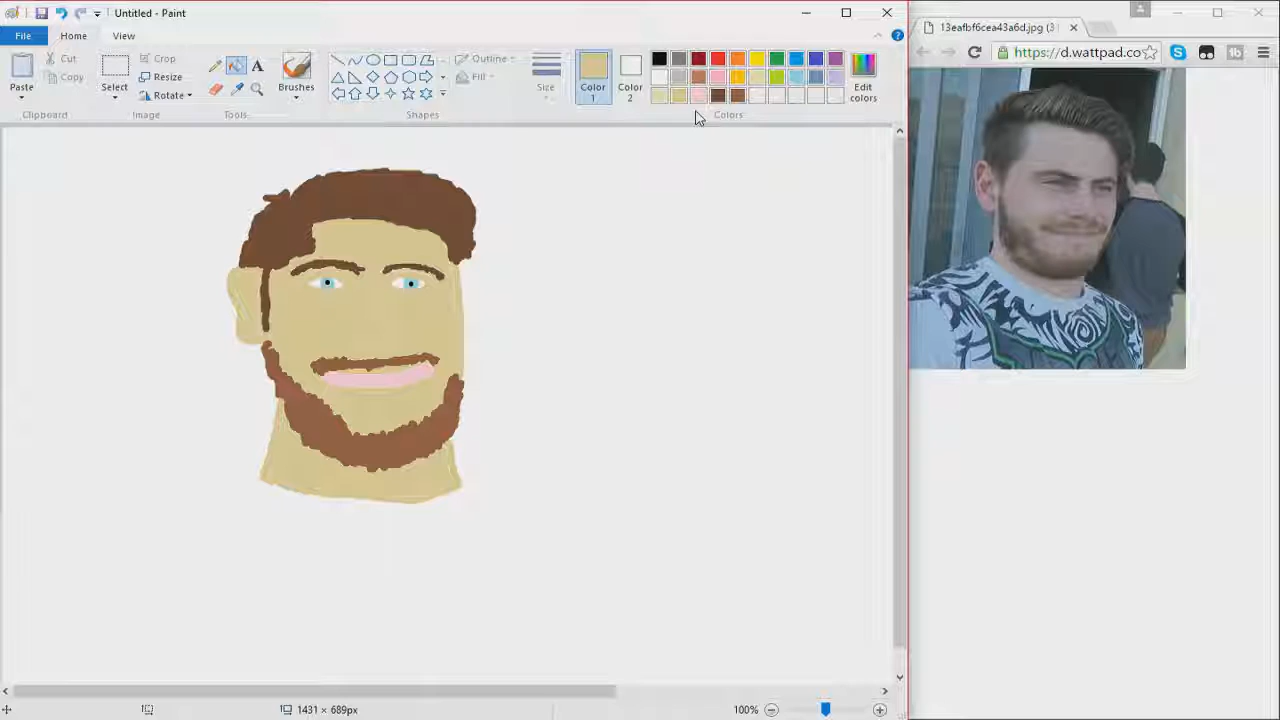 Untitled - Paint
13eafbf6cea43a6d.jpg (31
File
Home
View
https://d.wattpad.co
Paste
Cut
Copy
Select
Crop
Resize
Rotate
A
Brushes
Outline
Fill
Size
Color 1
Color 2
Edit colors
Clipboard
Image
Tools
Shapes
Colors
1431 × 689px
100%